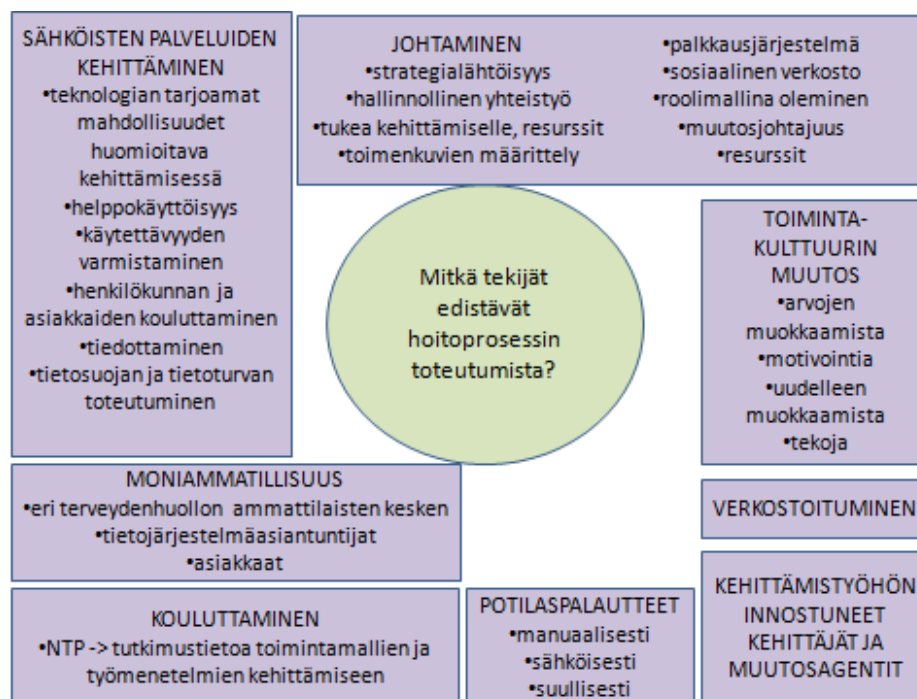 SÄHKÖISTEN PALVELUIDEN
KEHITTÄMINEN
•teknologian tarjoamat
mahdollisuudet
huomioitava
kehittämisessä
•helppokäyttöisyys
•käytettävyyden
varmistaminen
•henkilökunnan ja
asiakkaiden kouluttaminen
•tiedottaminen
•tietosuojan ja tietoturvan
toteutuminen
JOHTAMINEN
•strategialähtöisyys
•hallinnollinen yhteistyö
•tukea kehittämiselle, resurssit
•toimenkuvien määrittely
•palkkausjärjestelmä
•sosiaalinen verkosto
•roolimallina oleminen
•muutosjohtajuus
•resurssit
Mitkä tekijät
edistävät
hoitoprosessin
toteutumista?
TOIMINTA-
KULTTUURIN
MUUTOS
•arvojen
muokkaamista
•motivointia
•uudelleen
muokkaamista
•tekoja
MONIAMMATILLISUUS
•eri terveydenhuollon ammattilaisten kesken
•tietojärjestelmäasiantuntijat
•asiakkaat
VERKOSTOITUMINEN
KOULUTTAMINEN
•NTP -> tutkimustietoa toimintamallien ja
työmenetelmien kehittämiseen
POTILASPALAUTTEET
•manuaalisesti
•sähköisesti
•suullisesti
KEHITTÄMISTYÖHÖN
INNOSTUNEET
KEHITTÄJÄT JA
MUUTOSAGENTIT